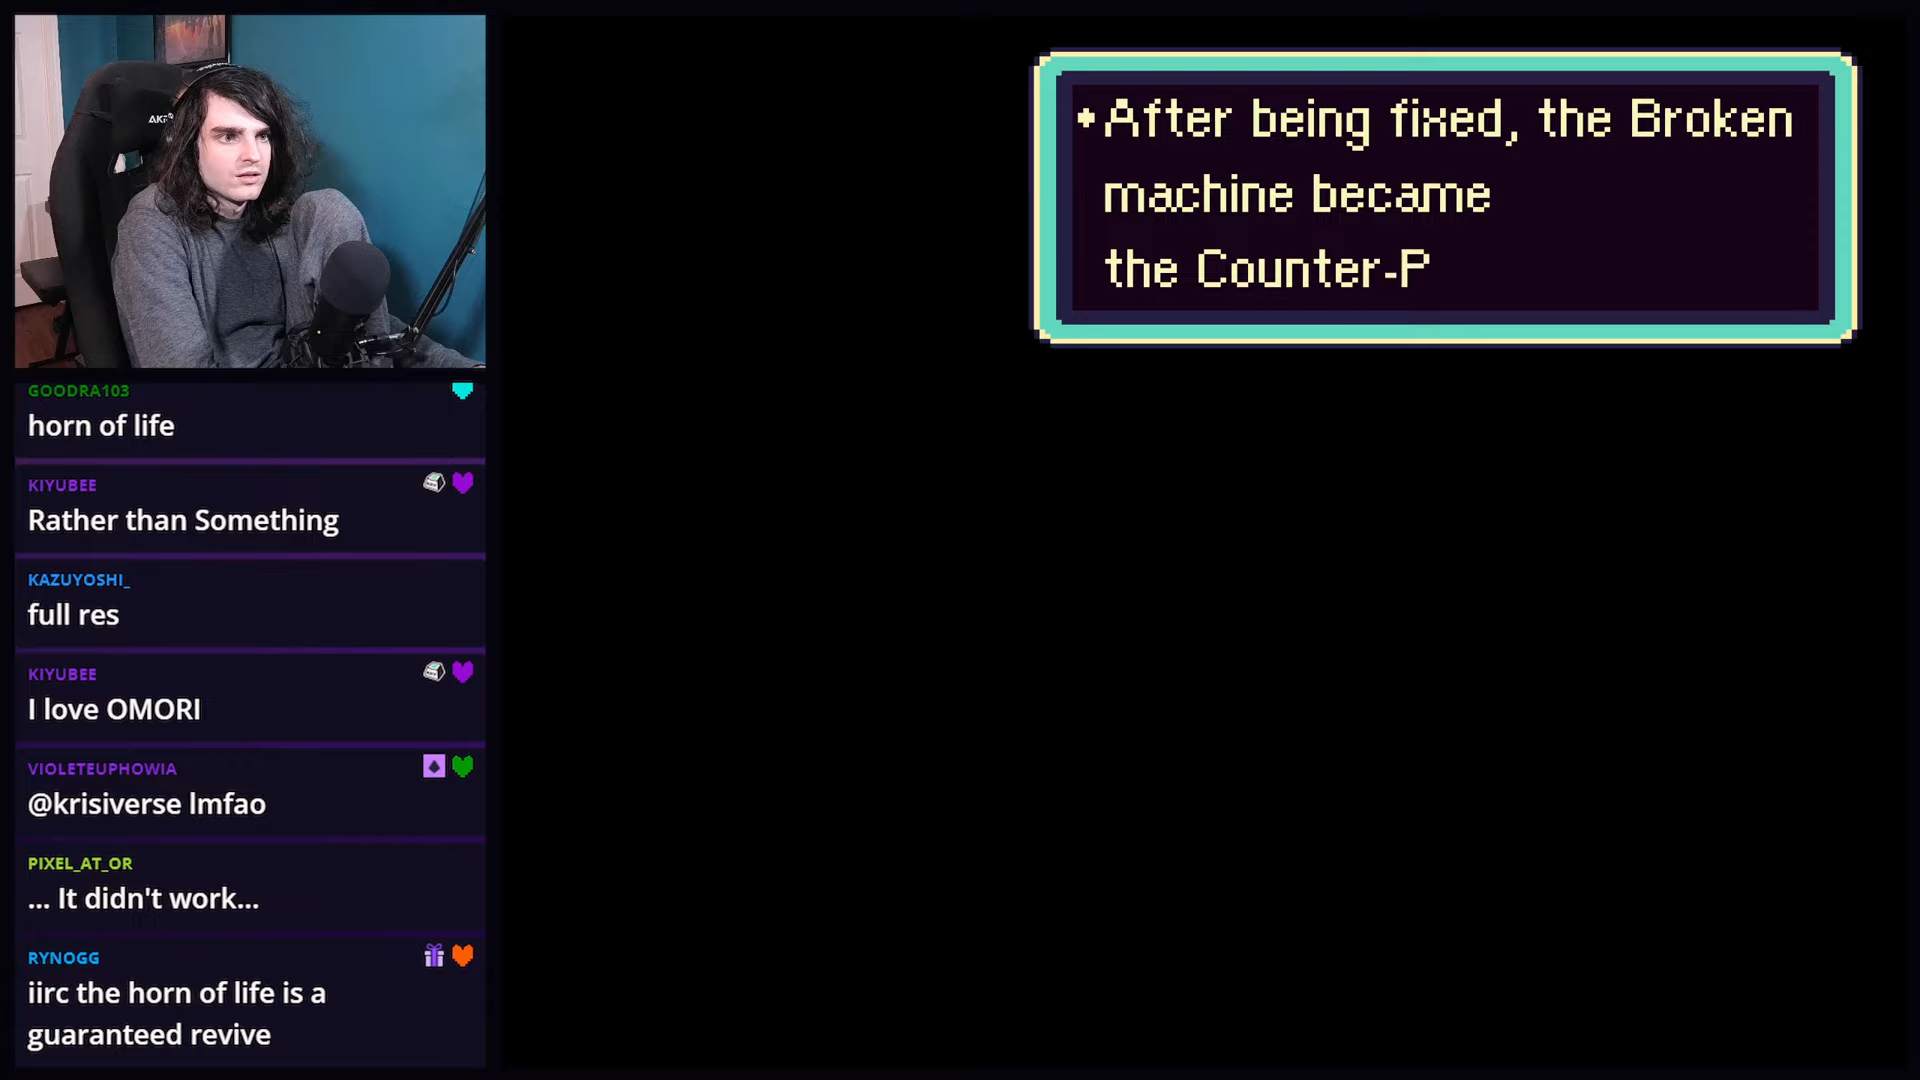 •After being fixed, the Broken
machine became
the Counter-P
GOODRA103
horn of life
KIYUBEE
Rather than Something
KAZUYOSHI_
full res
KIYUBEE
I love OMORI
VIOLETEUPHOWIA
@krisiverse lmfao
PIXEL_AT_OR
... It didn't work...
RYNOGG
iirc the horn of life is a
guaranteed revive